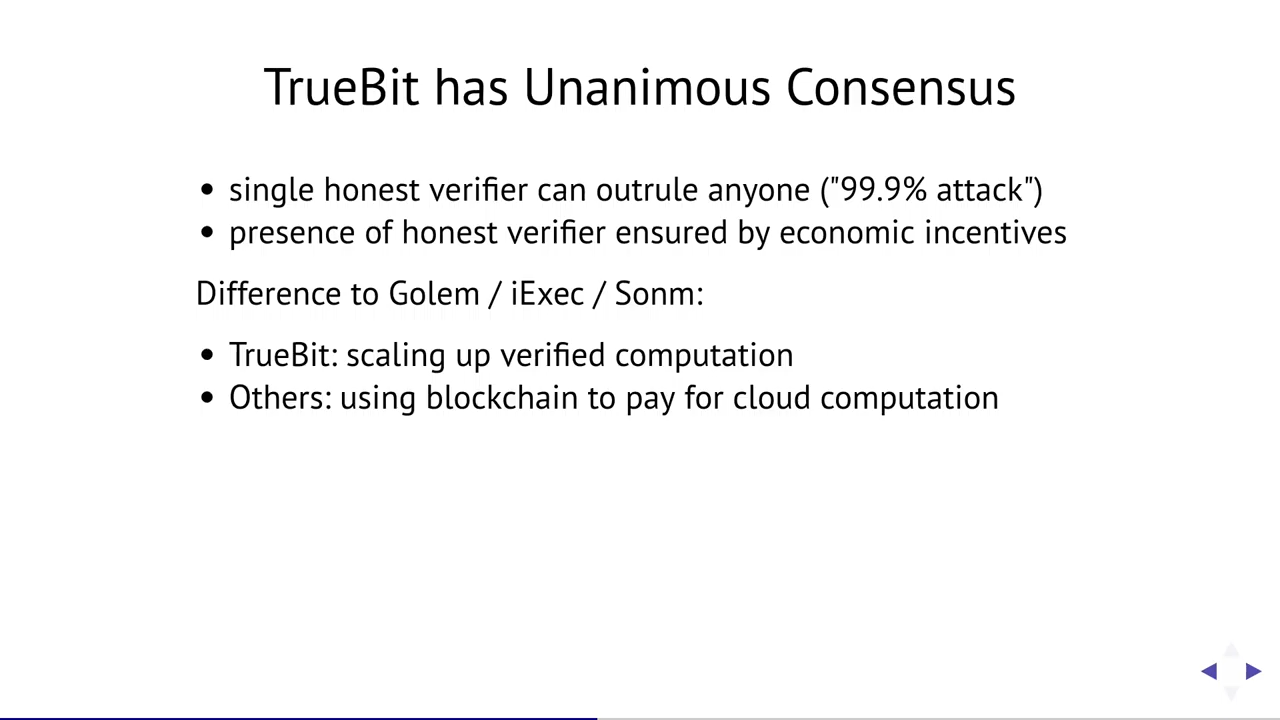 TrueBit has Unanimous Consensus
• single honest verifier can outrule anyone ("99.9% attack")
• presence of honest verifier ensured by economic incentives
Difference to Golem / iExec / Sonm:
• TrueBit: scaling up verified computation
• Others: using blockchain to pay for cloud computation